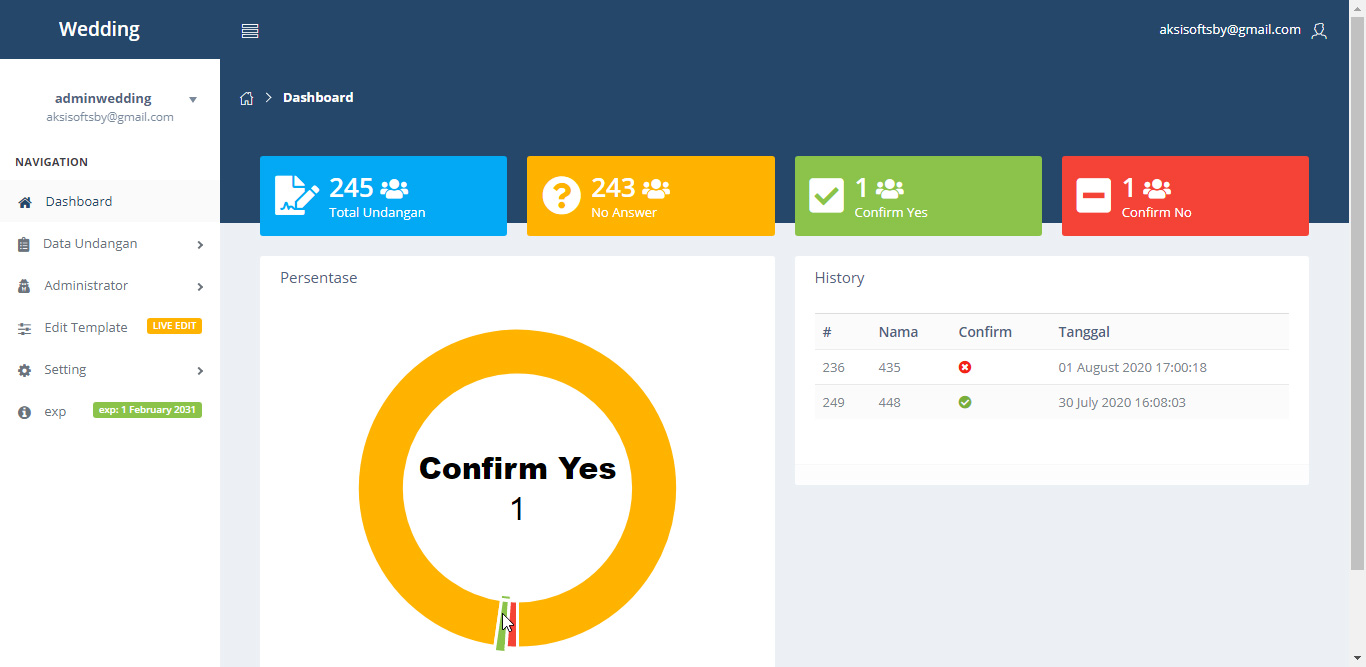 Wedding
aksisoftsby@gmail.com
adminwedding
aksisoftsby@gmail.com
NAVIGATION
Dashboard
Data Undangan
Administrator
Edit Template LIVE EDIT
Setting
exp exp: 1 February 2031
Dashboard
245
Total Undangan
243
No Answer
1
Confirm Yes
1
Confirm No
Persentase
Confirm Yes
1
History
# Nama Confirm Tanggal
236 435 01 August 2020 17:00:18
249 448 30 July 2020 16:08:03